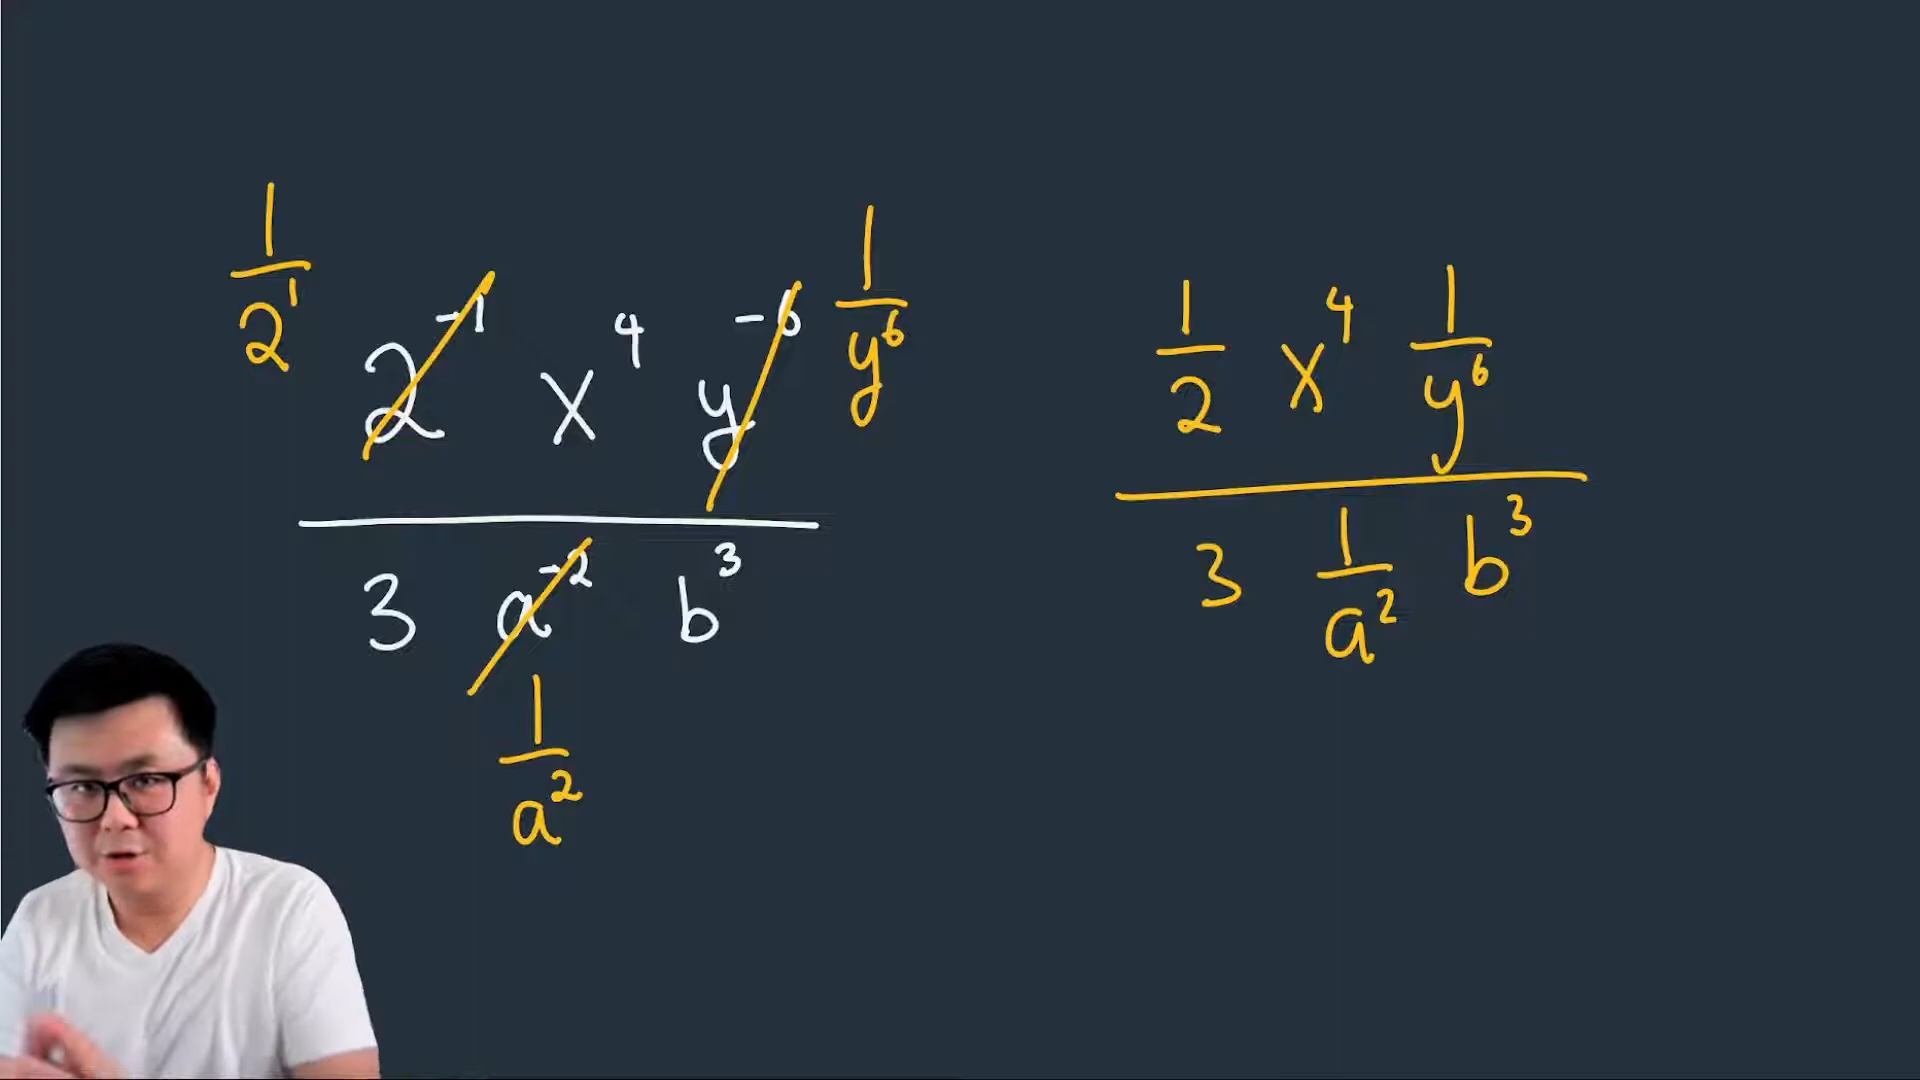 1/2¹ 2⁻¹ x⁴ y⁻⁶ 1/y⁶
3 a⁻² b³
1/a²
1/2 x⁴ 1/y⁶
3 1/a² b³